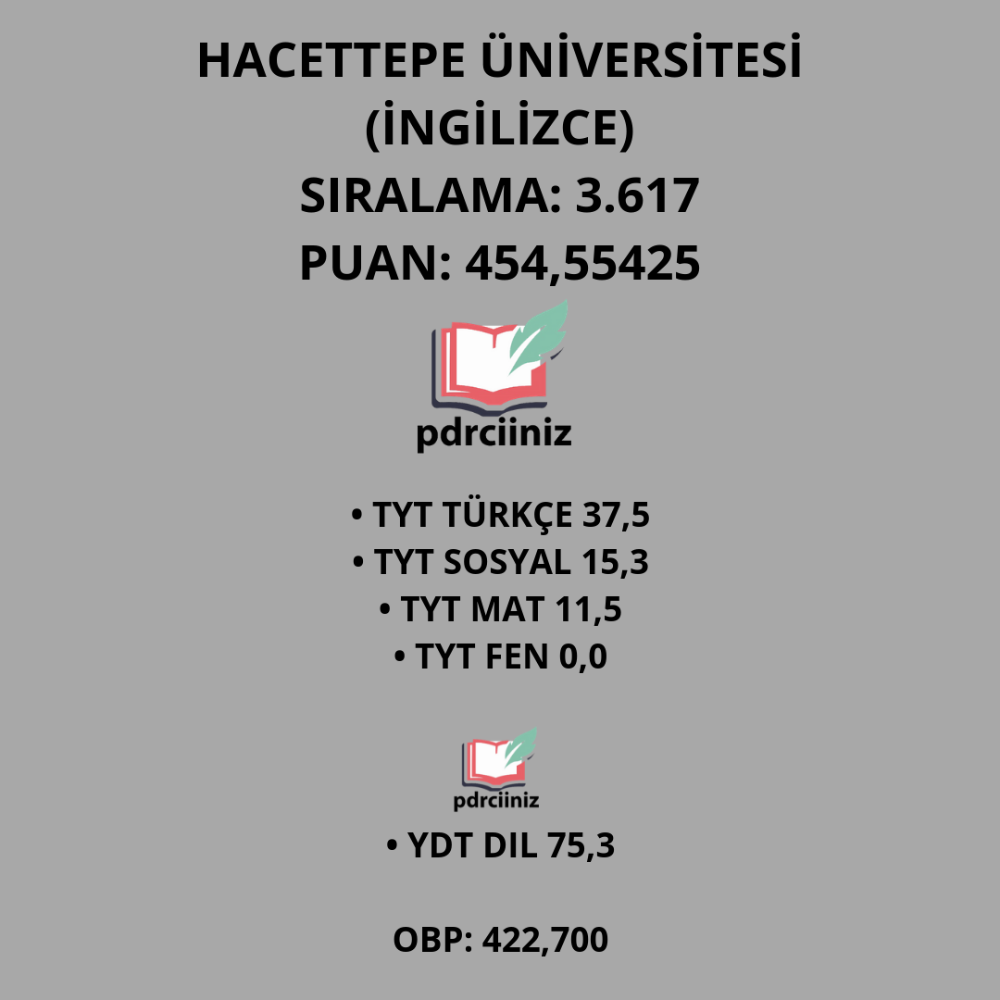 HACETTEPE ÜNİVERSİTESİ
(İNGİLİZCE)
SIRALAMA: 3.617
PUAN: 454,55425
pdrciiniz
• TYT TÜRKÇE 37,5
• TYT SOSYAL 15,3
• TYT MAT 11,5
• TYT FEN 0,0
pdrciiniz
• YDT DIL 75,3
OBP: 422,700